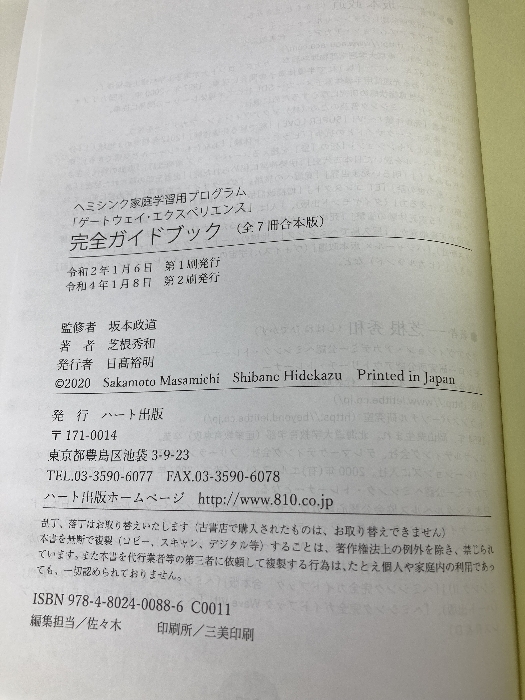 ヘミシンク家庭学習用プログラム
「ゲートウェイ・エクスペリエンス」
完全ガイドブック（全7冊合本版）
令和2年1月6日　第1刷発行
令和4年1月8日　第2刷発行
監修者　坂本政道
著　者　芝根秀和
発行者　日髙裕明
©2020　Sakamoto Masamichi　Shibane Hidekazu　Printed in Japan
発　行　ハート出版
〒171-0014
東京都豊島区池袋3-9-23
TEL.03-3590-6077　FAX.03-3590-6078
ハート出版ホームページ　http://www.810.co.jp
乱丁、落丁はお取り替えいたします（古書店で購入されたものは、お取り替えできません）
本書を無断で複製（コピー、スキャン、デジタル等）することは、著作権法上の例外を除き、禁じられ
ています。また本書を代行業者等の第三者に依頼して複製する行為は、たとえ個人や家庭内の利用であっ
ても、一切認められておりません。
ISBN 978-4-8024-0088-6　C0011
編集担当／佐々木　　印刷所／三美印刷